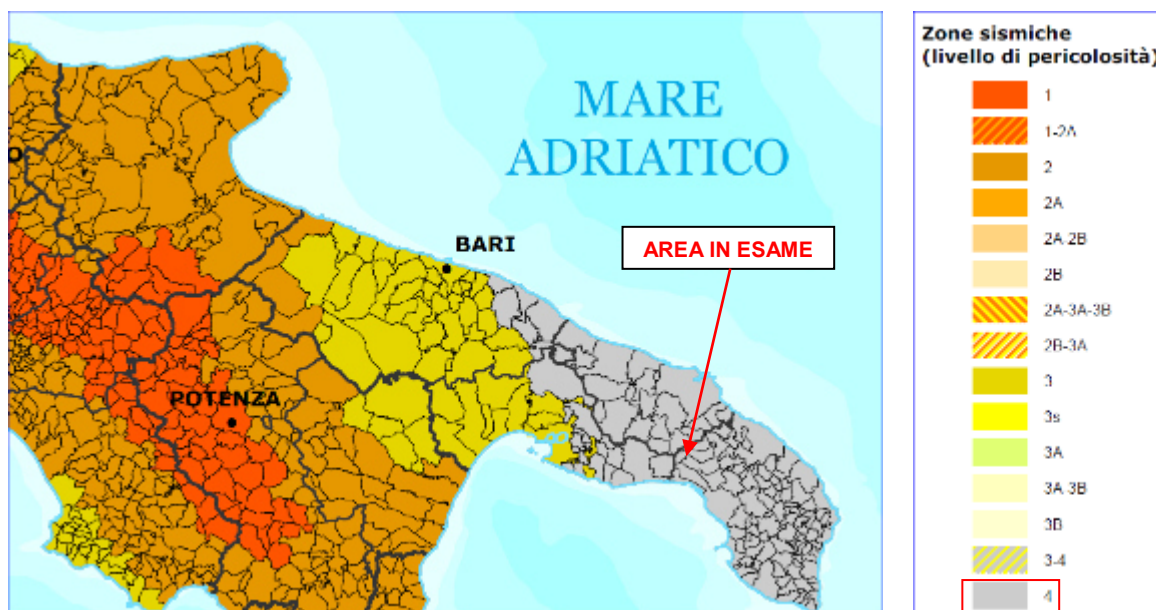 MARE
ADRIATICO
BARI
AREA IN ESAME
POTENZA
O
Zone sismiche
(livello di pericolosità)
1
1-2A
2
2A
2A-2B
2B
2A-3A-3B
2B-3A
3
3s
3A
3A-3B
3B
3-4
4